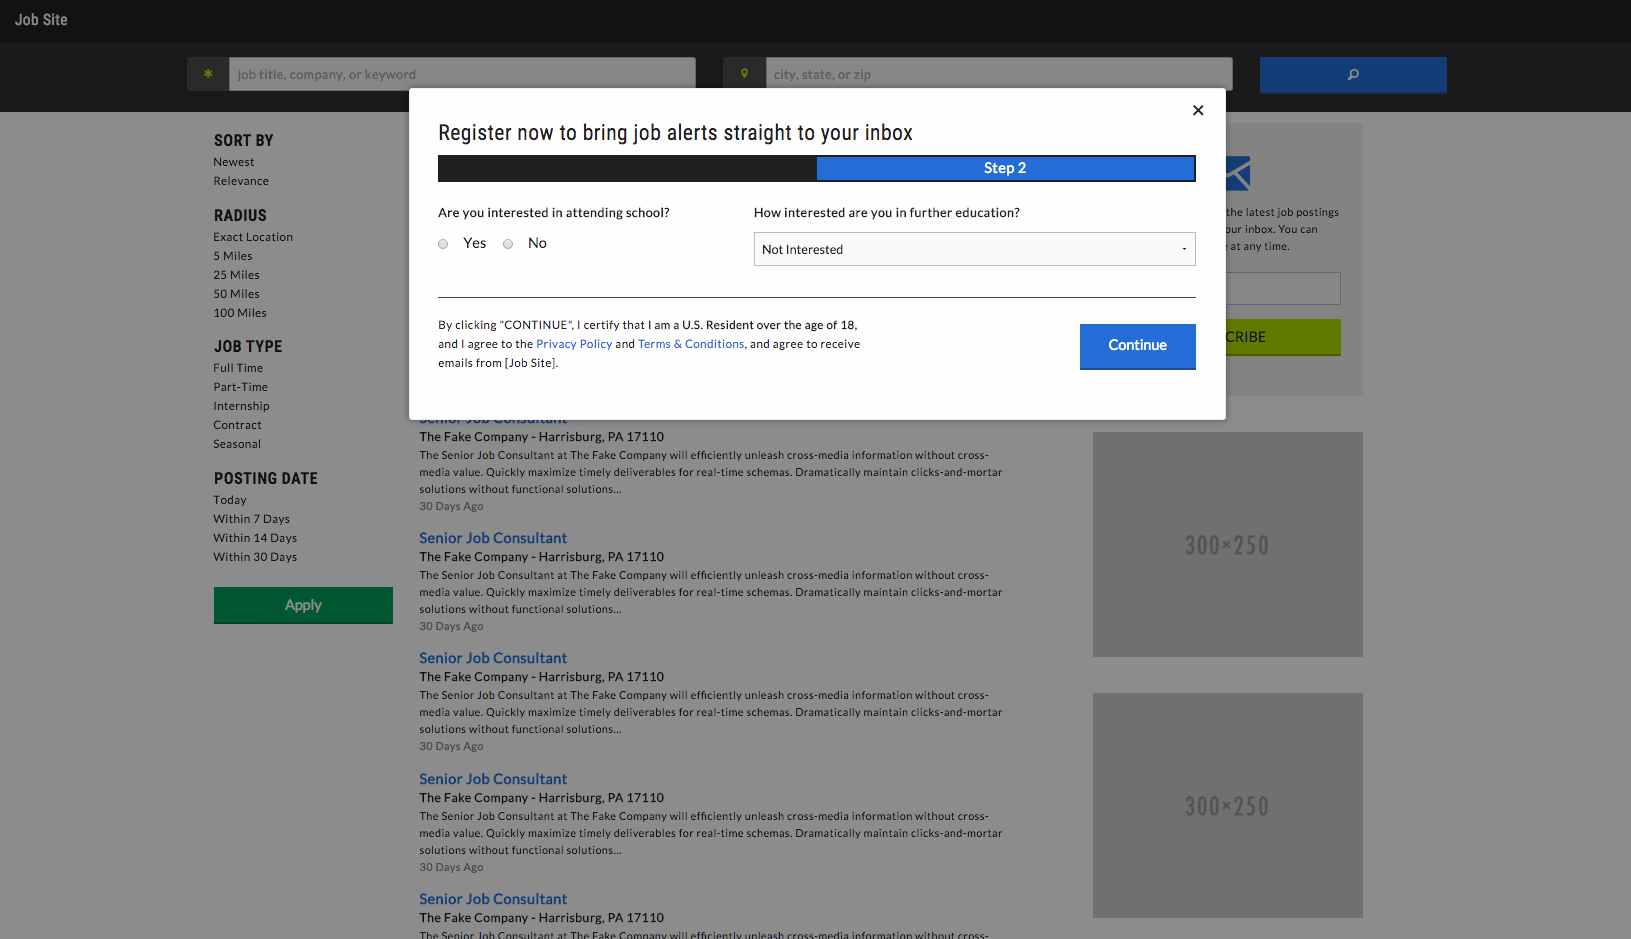 Job Site
job title, company, or keyword
city, state, or zip
Register now to bring job alerts straight to your inbox
Step 2
Are you interested in attending school?
Yes
No
How interested are you in further education?
Not Interested
By clicking "CONTINUE", I certify that I am a U.S. Resident over the age of 18,
and I agree to the Privacy Policy and Terms & Conditions, and agree to receive
emails from [Job Site].
Continue
SORT BY
Newest
Relevance
RADIUS
Exact Location
5 Miles
25 Miles
50 Miles
100 Miles
JOB TYPE
Full Time
Part-Time
Internship
Contract
Seasonal
POSTING DATE
Today
Within 7 Days
Within 14 Days
Within 30 Days
Apply
Senior Job Consultant
The Fake Company - Harrisburg, PA 17110
The Senior Job Consultant at The Fake Company will efficiently unleash cross-media information without cross-
media value. Quickly maximize timely deliverables for real-time schemas. Dramatically maintain clicks-and-mortar
solutions without functional solutions...
30 Days Ago
Senior Job Consultant
The Fake Company - Harrisburg, PA 17110
The Senior Job Consultant at The Fake Company will efficiently unleash cross-media information without cross-
media value. Quickly maximize timely deliverables for real-time schemas. Dramatically maintain clicks-and-mortar
solutions without functional solutions...
30 Days Ago
Senior Job Consultant
The Fake Company - Harrisburg, PA 17110
The Senior Job Consultant at The Fake Company will efficiently unleash cross-media information without cross-
media value. Quickly maximize timely deliverables for real-time schemas. Dramatically maintain clicks-and-mortar
solutions without functional solutions...
30 Days Ago
Senior Job Consultant
The Fake Company - Harrisburg, PA 17110
The Senior Job Consultant at The Fake Company will efficiently unleash cross-media information without cross-
media value. Quickly maximize timely deliverables for real-time schemas. Dramatically maintain clicks-and-mortar
solutions without functional solutions...
30 Days Ago
Senior Job Consultant
The Fake Company - Harrisburg, PA 17110
The Senior Job Consultant at The Fake Company will efficiently unleash cross-media information without cross-
the latest job postings
our inbox. You can
at any time.
CRIBE
300×250
300×250